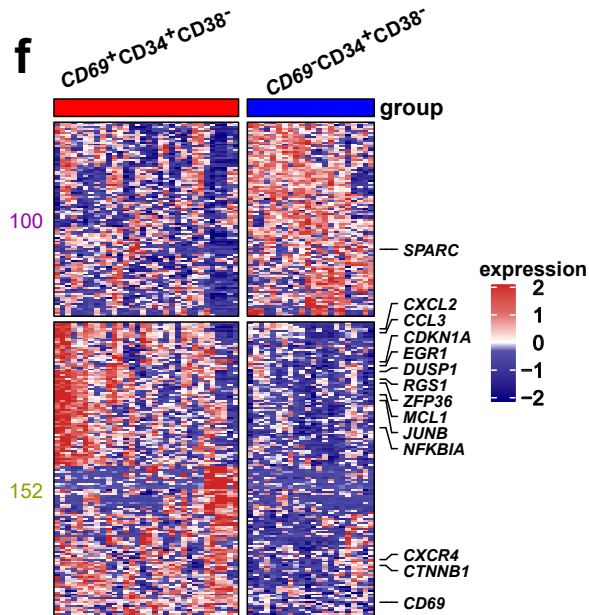 f
CD69+CD34+CD38-
CD69-CD34+CD38-
group
100
SPARC
expression
2
1
0
−1
−2
CXCL2
CCL3
CDKN1A
EGR1
DUSP1
RGS1
ZFP36
MCL1
JUNB
NFKBIA
152
CXCR4
CTNNB1
CD69